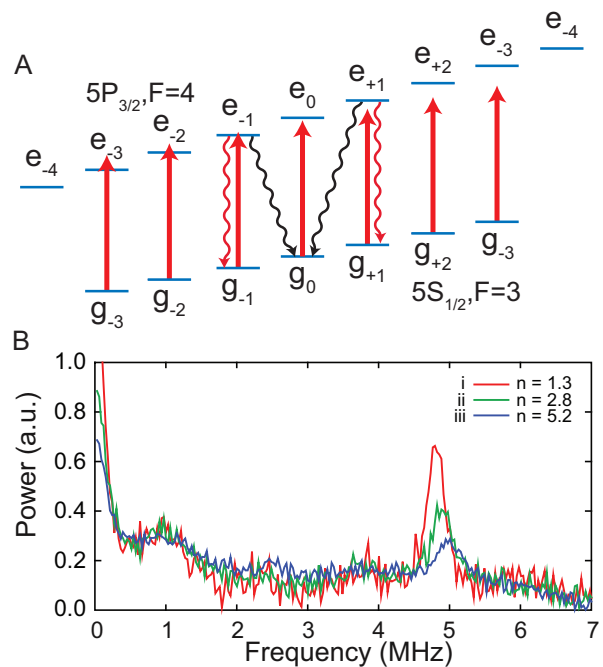 A
5P3/2,F=4
e-4
e-3
e-2
e-1
e0
e+1
e+2
e-3
e-4
g-3
g-2
g-1
g0
g+1
g+2
g-3
5S1/2,F=3
B
Power (a.u.)
1.0
0.8
0.6
0.4
0.2
0.0
i n = 1.3
ii n = 2.8
iii n = 5.2
0 1 2 3 4 5 6 7
Frequency (MHz)